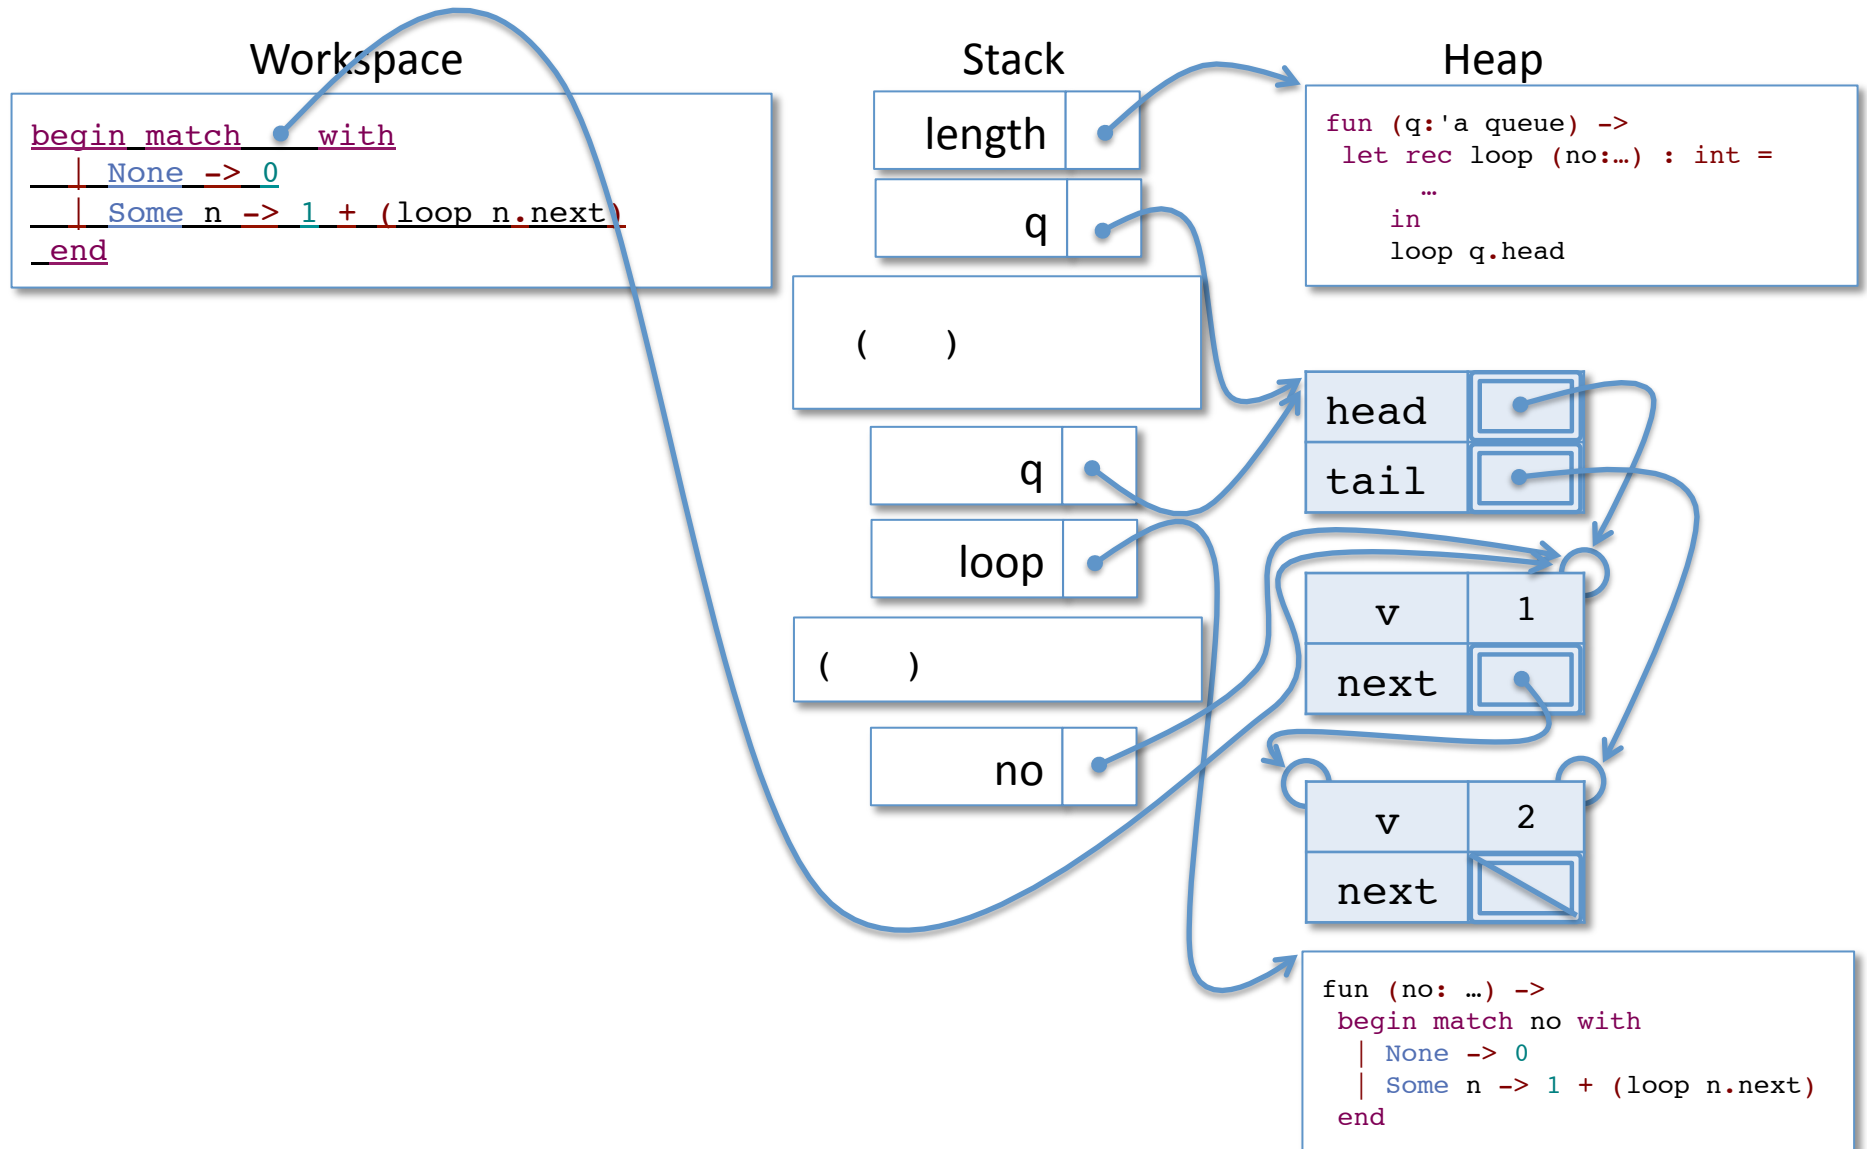 Workspace
begin match with
| None -> 0
| Some n -> 1 + (loop n.next)
end
Stack
length
q
( )
q
loop
( )
no
Heap
fun (q:'a queue) ->
let rec loop (no:…) : int =
…
in
loop q.head
head
tail
v 1
next
v 2
next
fun (no: …) ->
begin match no with
| None -> 0
| Some n -> 1 + (loop n.next)
end